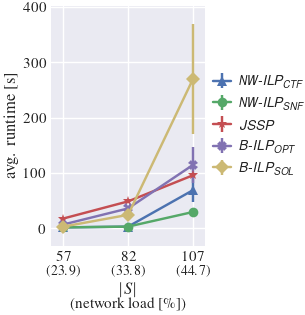 400
300
200
100
0
avg. runtime [s]
57 82 107
(23.9) (33.8) (44.7)
|S|
(network load [%])
NW-ILP_CTF
NW-ILP_SNF
JSSP
B-ILP_OPT
B-ILP_SOL